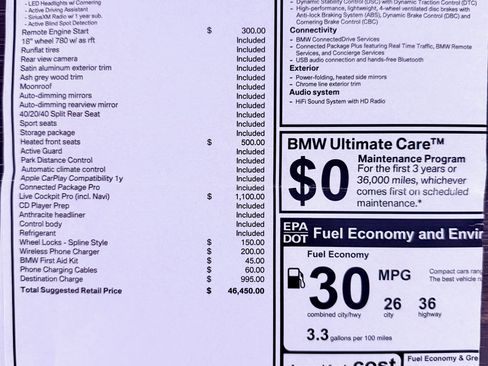 - LED Headlights w/ Cornering
- Active Driving Assistant
- SiriusXM Radio w/ 1 year sub.
- Active Blind Spot Detection
Remote Engine Start $ 300.00
18" wheel 780 w/ as rft Included
Runflat tires Included
Rear view camera Included
Satin aluminum exterior trim Included
Ash grey wood trim Included
Moonroof Included
Auto-dimming mirrors Included
Auto-dimming rearview mirror Included
40/20/40 Split Rear Seat Included
Sport seats Included
Storage package Included
Heated front seats $ 500.00
Active Guard Included
Park Distance Control Included
Automatic climate control Included
Apple CarPlay Compatibility 1y Included
Connected Package Pro Included
Live Cockpit Pro (incl. Navi) $ 1,100.00
CD Player Prep Included
Anthracite headliner Included
Control body Included
Refrigerant Included
Wheel Locks - Spline Style $ 150.00
Wireless Phone Charger $ 200.00
BMW First Aid Kit $ 45.00
Phone Charging Cables $ 60.00
Destination Charge $ 995.00
Total Suggested Retail Price $ 46,450.00
- Dynamic Stability Control (DSC) with Dynamic Traction Control (DTC)
- High-performance, lightweight, 4-wheel ventilated disc brakes with
Anti-lock Braking System (ABS), Dynamic Brake Control (DBC) and
Cornering Brake Control (CBC)
Connectivity
- BMW ConnectedDrive Services
- Connected Package Plus featuring Real Time Traffic, BMW Remote
Services, and Concierge Services
- USB audio connection and hands-free Bluetooth
Exterior
- Power-folding, heated side mirrors
- Chrome line exterior trim
Audio system
- HiFi Sound System with HD Radio
BMW Ultimate Care™
$0
Maintenance Program
For the first 3 years or
36,000 miles, whichever
comes first on scheduled
maintenance.*
EPA
DOT
Fuel Economy and Envir
Fuel Economy
30 MPG
combined city/hwy
26
city
36
highway
Compact cars rang
The best vehicle ra
3.3 gallons per 100 miles
cost
Fuel Economy & Gre